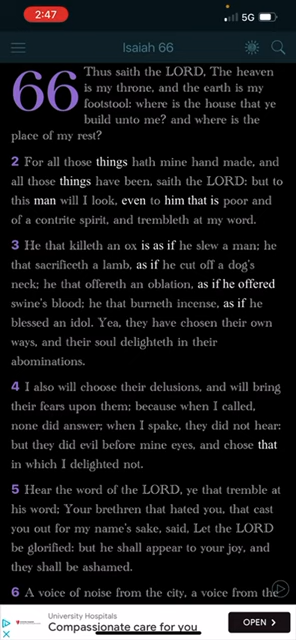 2:47
5G
Isaiah 66
66 Thus saith the LORD, The heaven
is my throne, and the earth is my
footstool: where is the house that ye
build unto me? and where is the
place of my rest?
2 For all those things hath mine hand made, and
all those things have been, saith the LORD: but to
this man will I look, even to him that is poor and
of a contrite spirit, and trembleth at my word.
3 He that killeth an ox is as if he slew a man; he
that sacrificeth a lamb, as if he cut off a dog's
neck; he that offereth an oblation, as if he offered
swine's blood; he that burneth incense, as if he
blessed an idol. Yea, they have chosen their own
ways, and their soul delighteth in their
abominations.
4 I also will choose their delusions, and will bring
their fears upon them; because when I called,
none did answer; when I spake, they did not hear:
but they did evil before mine eyes, and chose that
in which I delighted not.
5 Hear the word of the LORD, ye that tremble at
his word; Your brethren that hated you, that cast
you out for my name's sake, said, Let the LORD
be glorified: but he shall appear to your joy, and
they shall be ashamed.
6 A voice of noise from the city, a voice from the
University Hospitals
Compassionate care for you
OPEN >